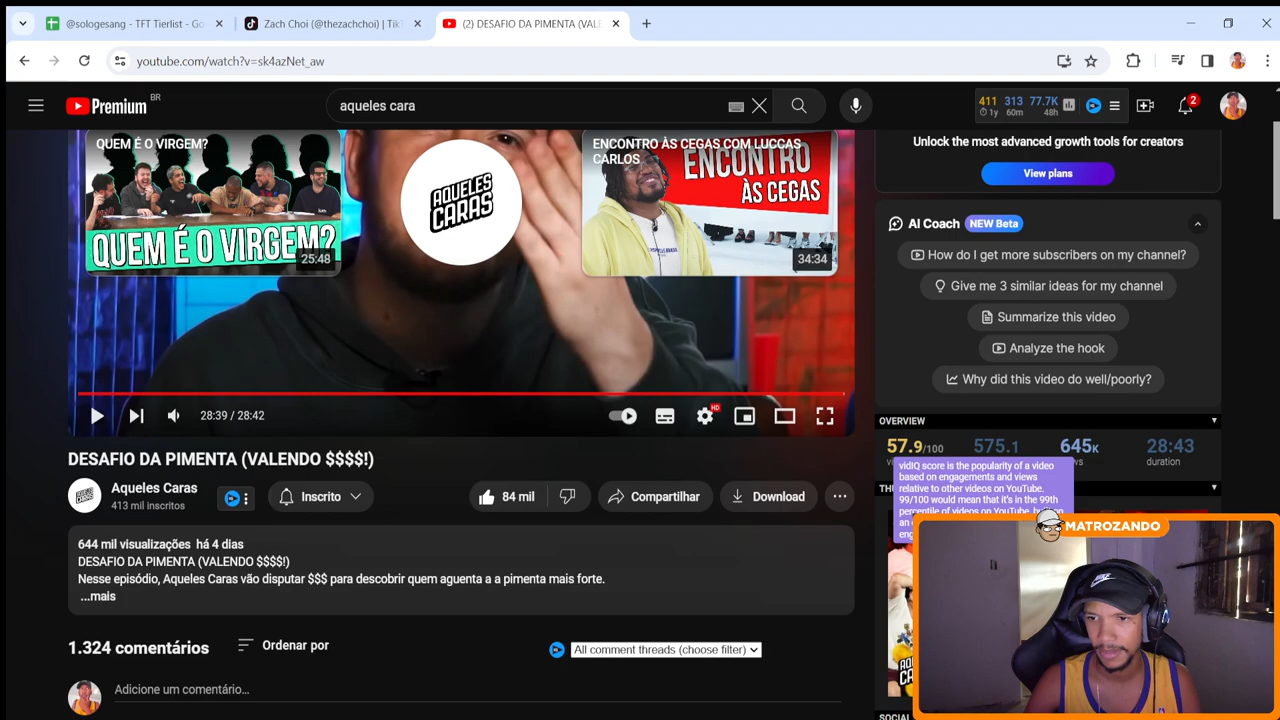 @sologesang - TFT Tierlist - Go
Zach Choi (@thezachchoi) | TikT
(2) DESAFIO DA PIMENTA (VALE
youtube.com/watch?v=sk4azNet_aw
Premium BR
aqueles cara
411 313 77.7K
1y 60m 48h
2
QUEM É O VIRGEM?
QUEM É O VIRGEM?
25:48
AQUELES
CARAS
ENCONTRO ÀS CEGAS COM LUCCAS
CARLOS
ENCONTRO
ÀS CEGAS
34:34
28:39 / 28:42
HD
DESAFIO DA PIMENTA (VALENDO $$$$!)
Aqueles Caras
413 mil inscritos
Inscrito
84 mil
Compartilhar
Download
644 mil visualizações há 4 dias
DESAFIO DA PIMENTA (VALENDO $$$$!)
Nesse episódio, Aqueles Caras vão disputar $$$ para descobrir quem aguenta a a pimenta mais forte.
...mais
1.324 comentários
Ordenar por
All comment threads (choose filter)
Adicione um comentário...
Unlock the most advanced growth tools for creators
View plans
AI Coach NEW Beta
How do I get more subscribers on my channel?
Give me 3 similar ideas for my channel
Summarize this video
Analyze the hook
Why did this video do well/poorly?
OVERVIEW
57.9/100 575.1 645K 28:43
duration
vidIQ score is the popularity of a video
based on engagements and views
relative to other videos on YouTube.
99/100 would mean that it's in the 99th
percentile of videos on YouTube,
MATROZANDO
SOCIAL